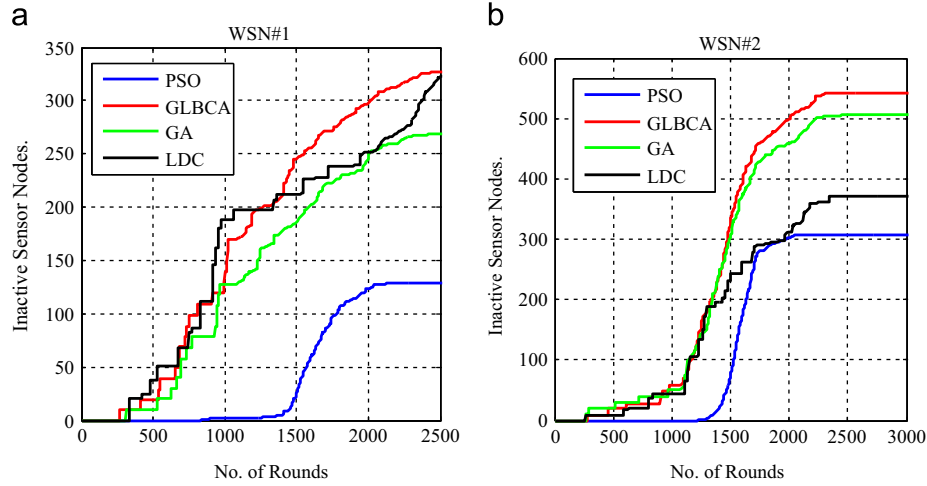 a
WSN#1
350
300
250
200
150
100
50
0
0
500
1000
1500
2000
2500
Inactive Sensor Nodes.
No. of Rounds
PSO
GLBCA
GA
LDC
b
WSN#2
600
500
400
300
200
100
0
0
500
1000
1500
2000
2500
3000
Inactive Sensor Nodes.
No. of Rounds
PSO
GLBCA
GA
LDC